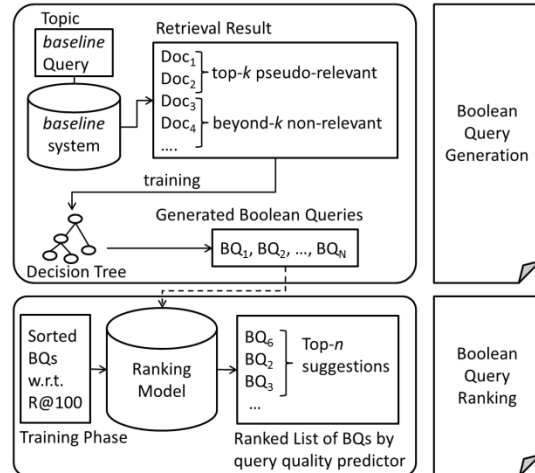 Topic
baseline
Query
baseline
system
Retrieval Result
Doc1
Doc2
top-k pseudo-relevant
Doc3
Doc4
beyond-k non-relevant
....
training
Decision Tree
Generated Boolean Queries
BQ1, BQ2, ..., BQN
Boolean
Query
Generation
Sorted
BQs
w.r.t.
R@100
Training Phase
Ranking
Model
BQ6
BQ2
BQ3
...
Top-n
suggestions
Ranked List of BQs by
query quality predictor
Boolean
Query
Ranking